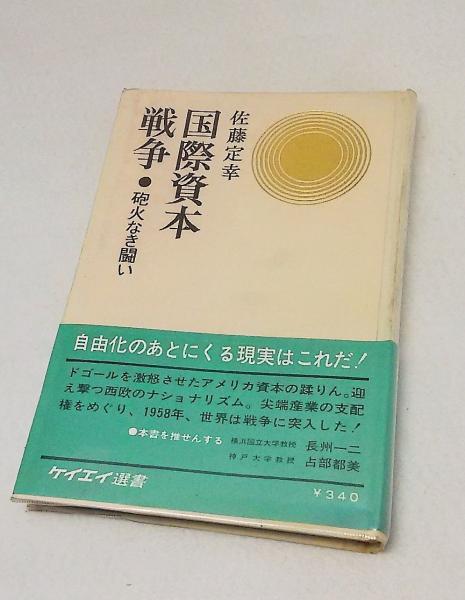 佐藤定幸
国際資本
戦争●砲火なき闘い
自由化のあとにくる現実はこれだ！
ドゴールを激怒させたアメリカ資本の蹂りん。迎
え撃つ西欧のナショナリズム。尖端産業の支配
権をめぐり、1958年、世界は戦争に突入した！
●本書を推せんする 横浜国立大学教授 長州一二
神戸大学教授 占部都美
ケイエイ選書
￥340